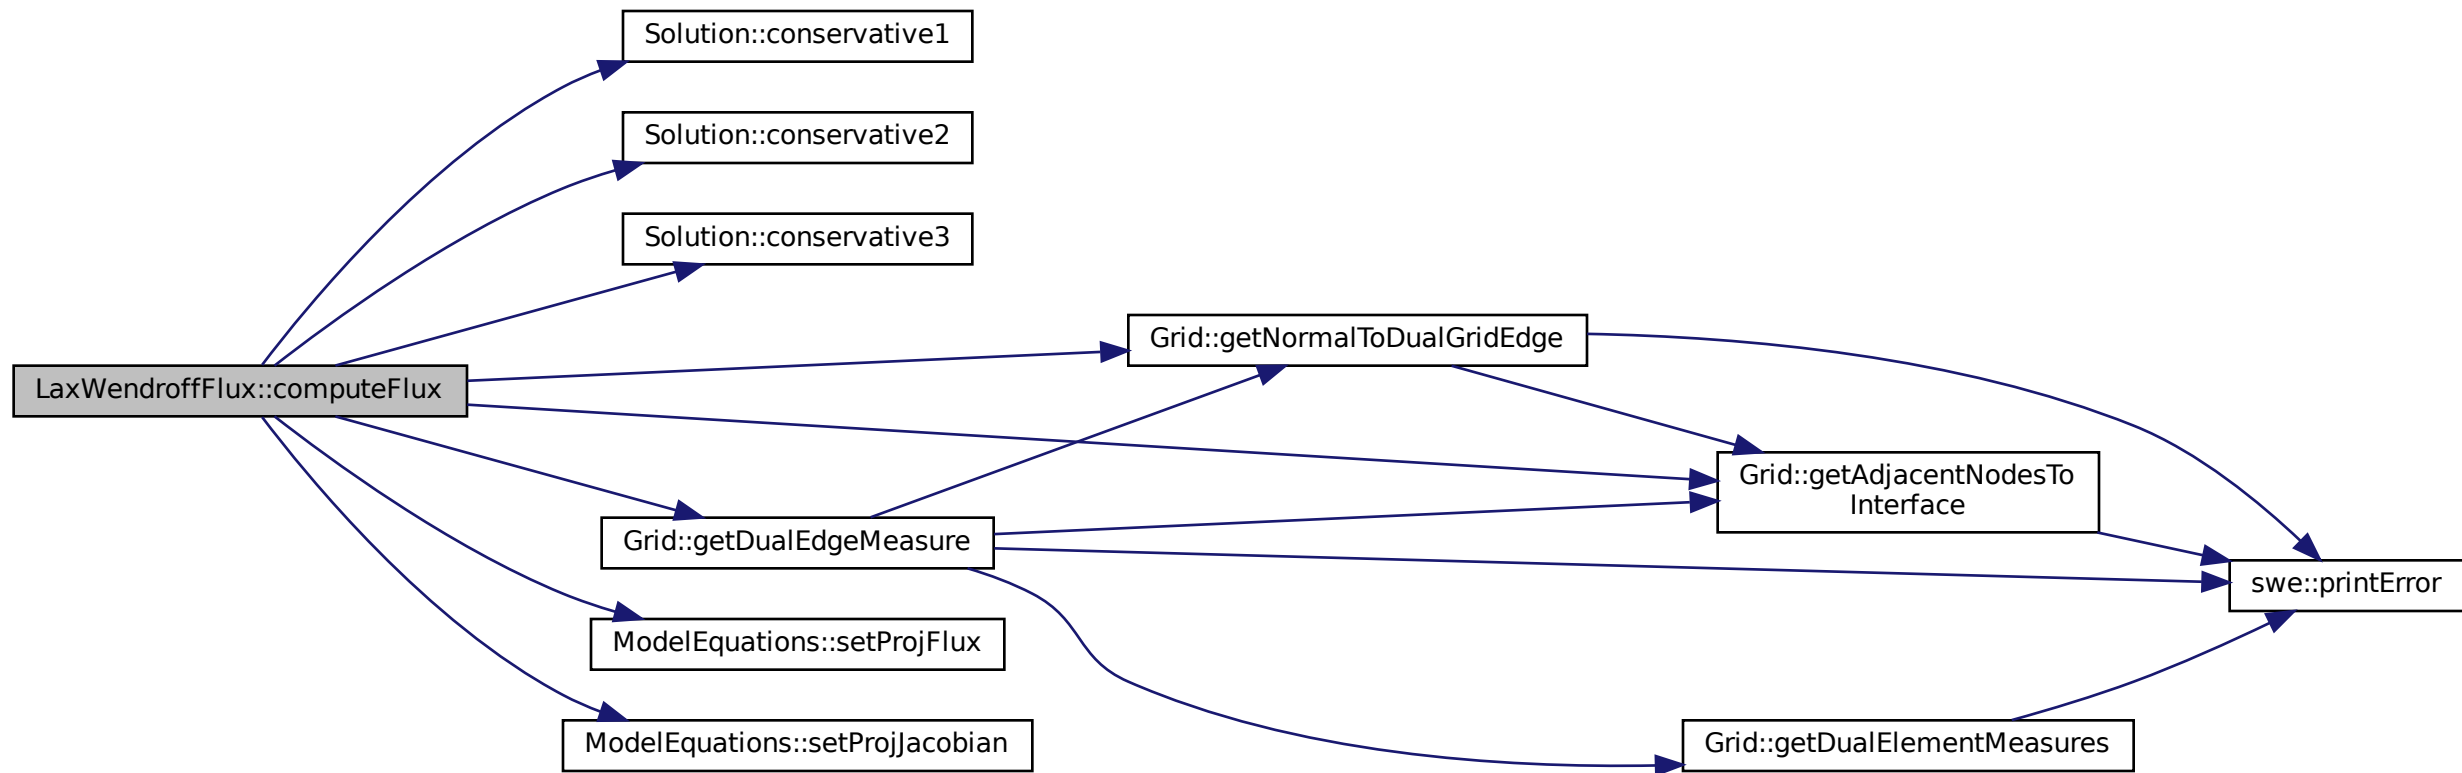 Solution::conservative1
Solution::conservative2
Solution::conservative3
Grid::getNormalToDualGridEdge
LaxWendroffFlux::computeFlux
Grid::getAdjacentNodesTo
Interface
Grid::getDualEdgeMeasure
swe::printError
ModelEquations::setProjFlux
ModelEquations::setProjJacobian
Grid::getDualElementMeasures